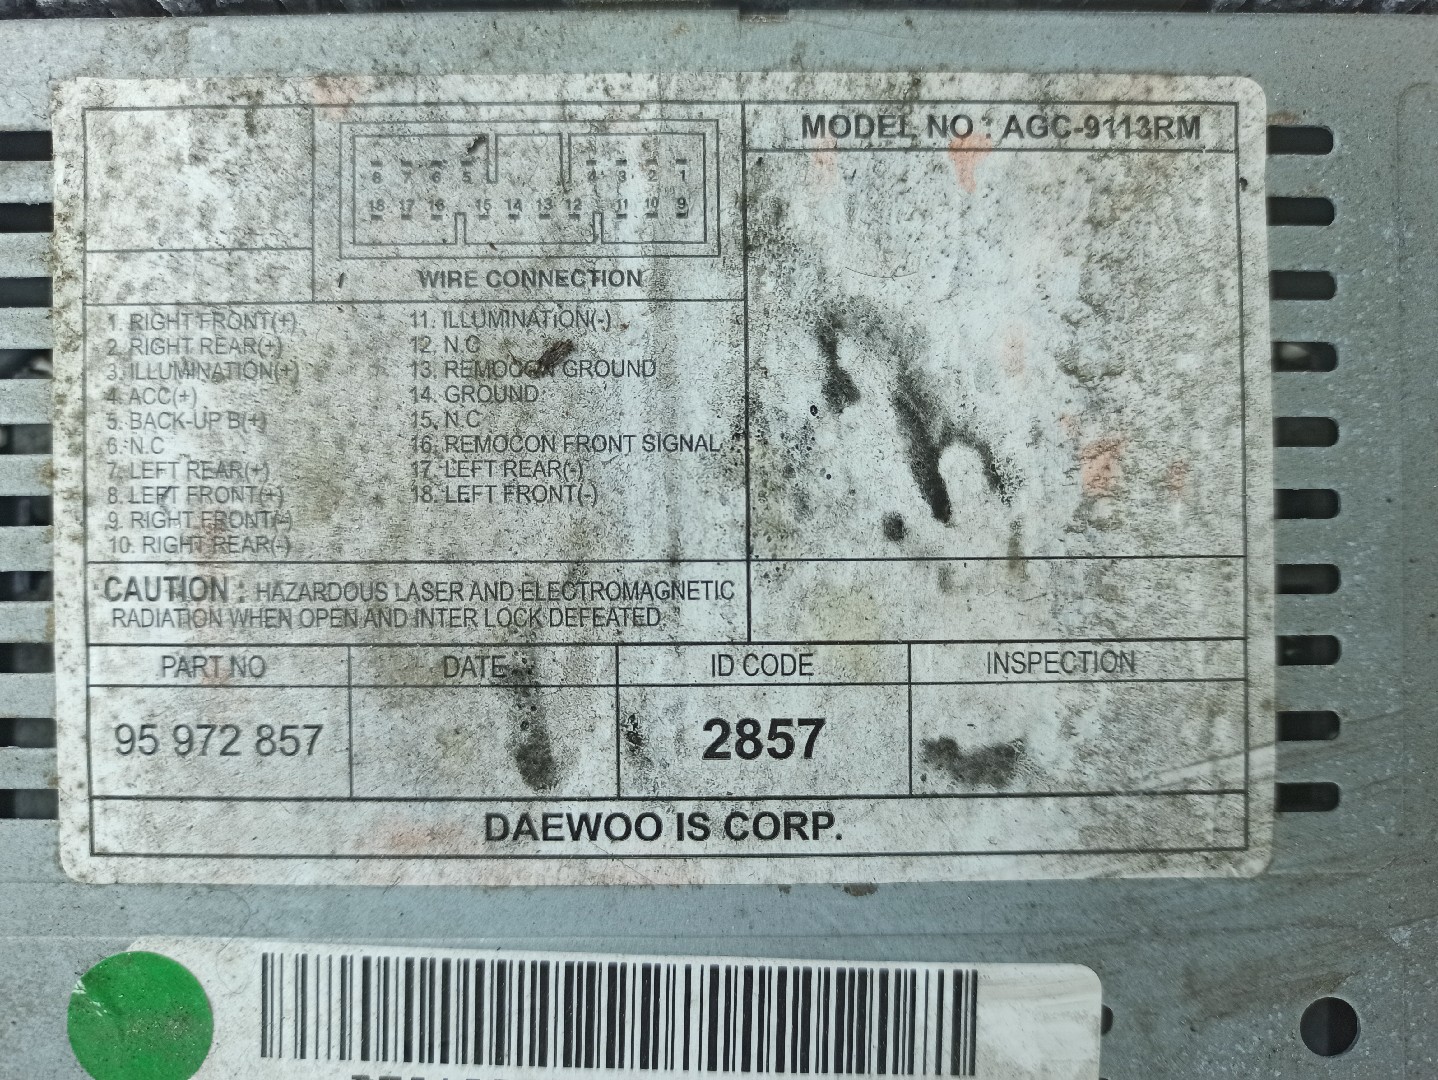 MODEL NO : AGC-9113RM
8 7 6 5 4 3 2 1
18 17 16 15 14 13 12 11 10 9
WIRE CONNECTION
1. RIGHT FRONT(+)
2. RIGHT REAR(+)
3. ILLUMINATION(+)
4. ACC(+)
5. BACK-UP B(+)
6. N.C
7. LEFT REAR(+)
8. LEFT FRONT(+)
9. RIGHT FRONT(-)
10. RIGHT REAR(-)
11. ILLUMINATION(-)
12. N.C
13. REMOCON GROUND
14. GROUND
15. N.C
16. REMOCON FRONT SIGNAL
17. LEFT REAR(-)
18. LEFT FRONT(-)
CAUTION : HAZARDOUS LASER AND ELECTROMAGNETIC
RADIATION WHEN OPEN AND INTER LOCK DEFEATED
PART NO DATE ID CODE INSPECTION
95 972 857 2857
DAEWOO IS CORP.